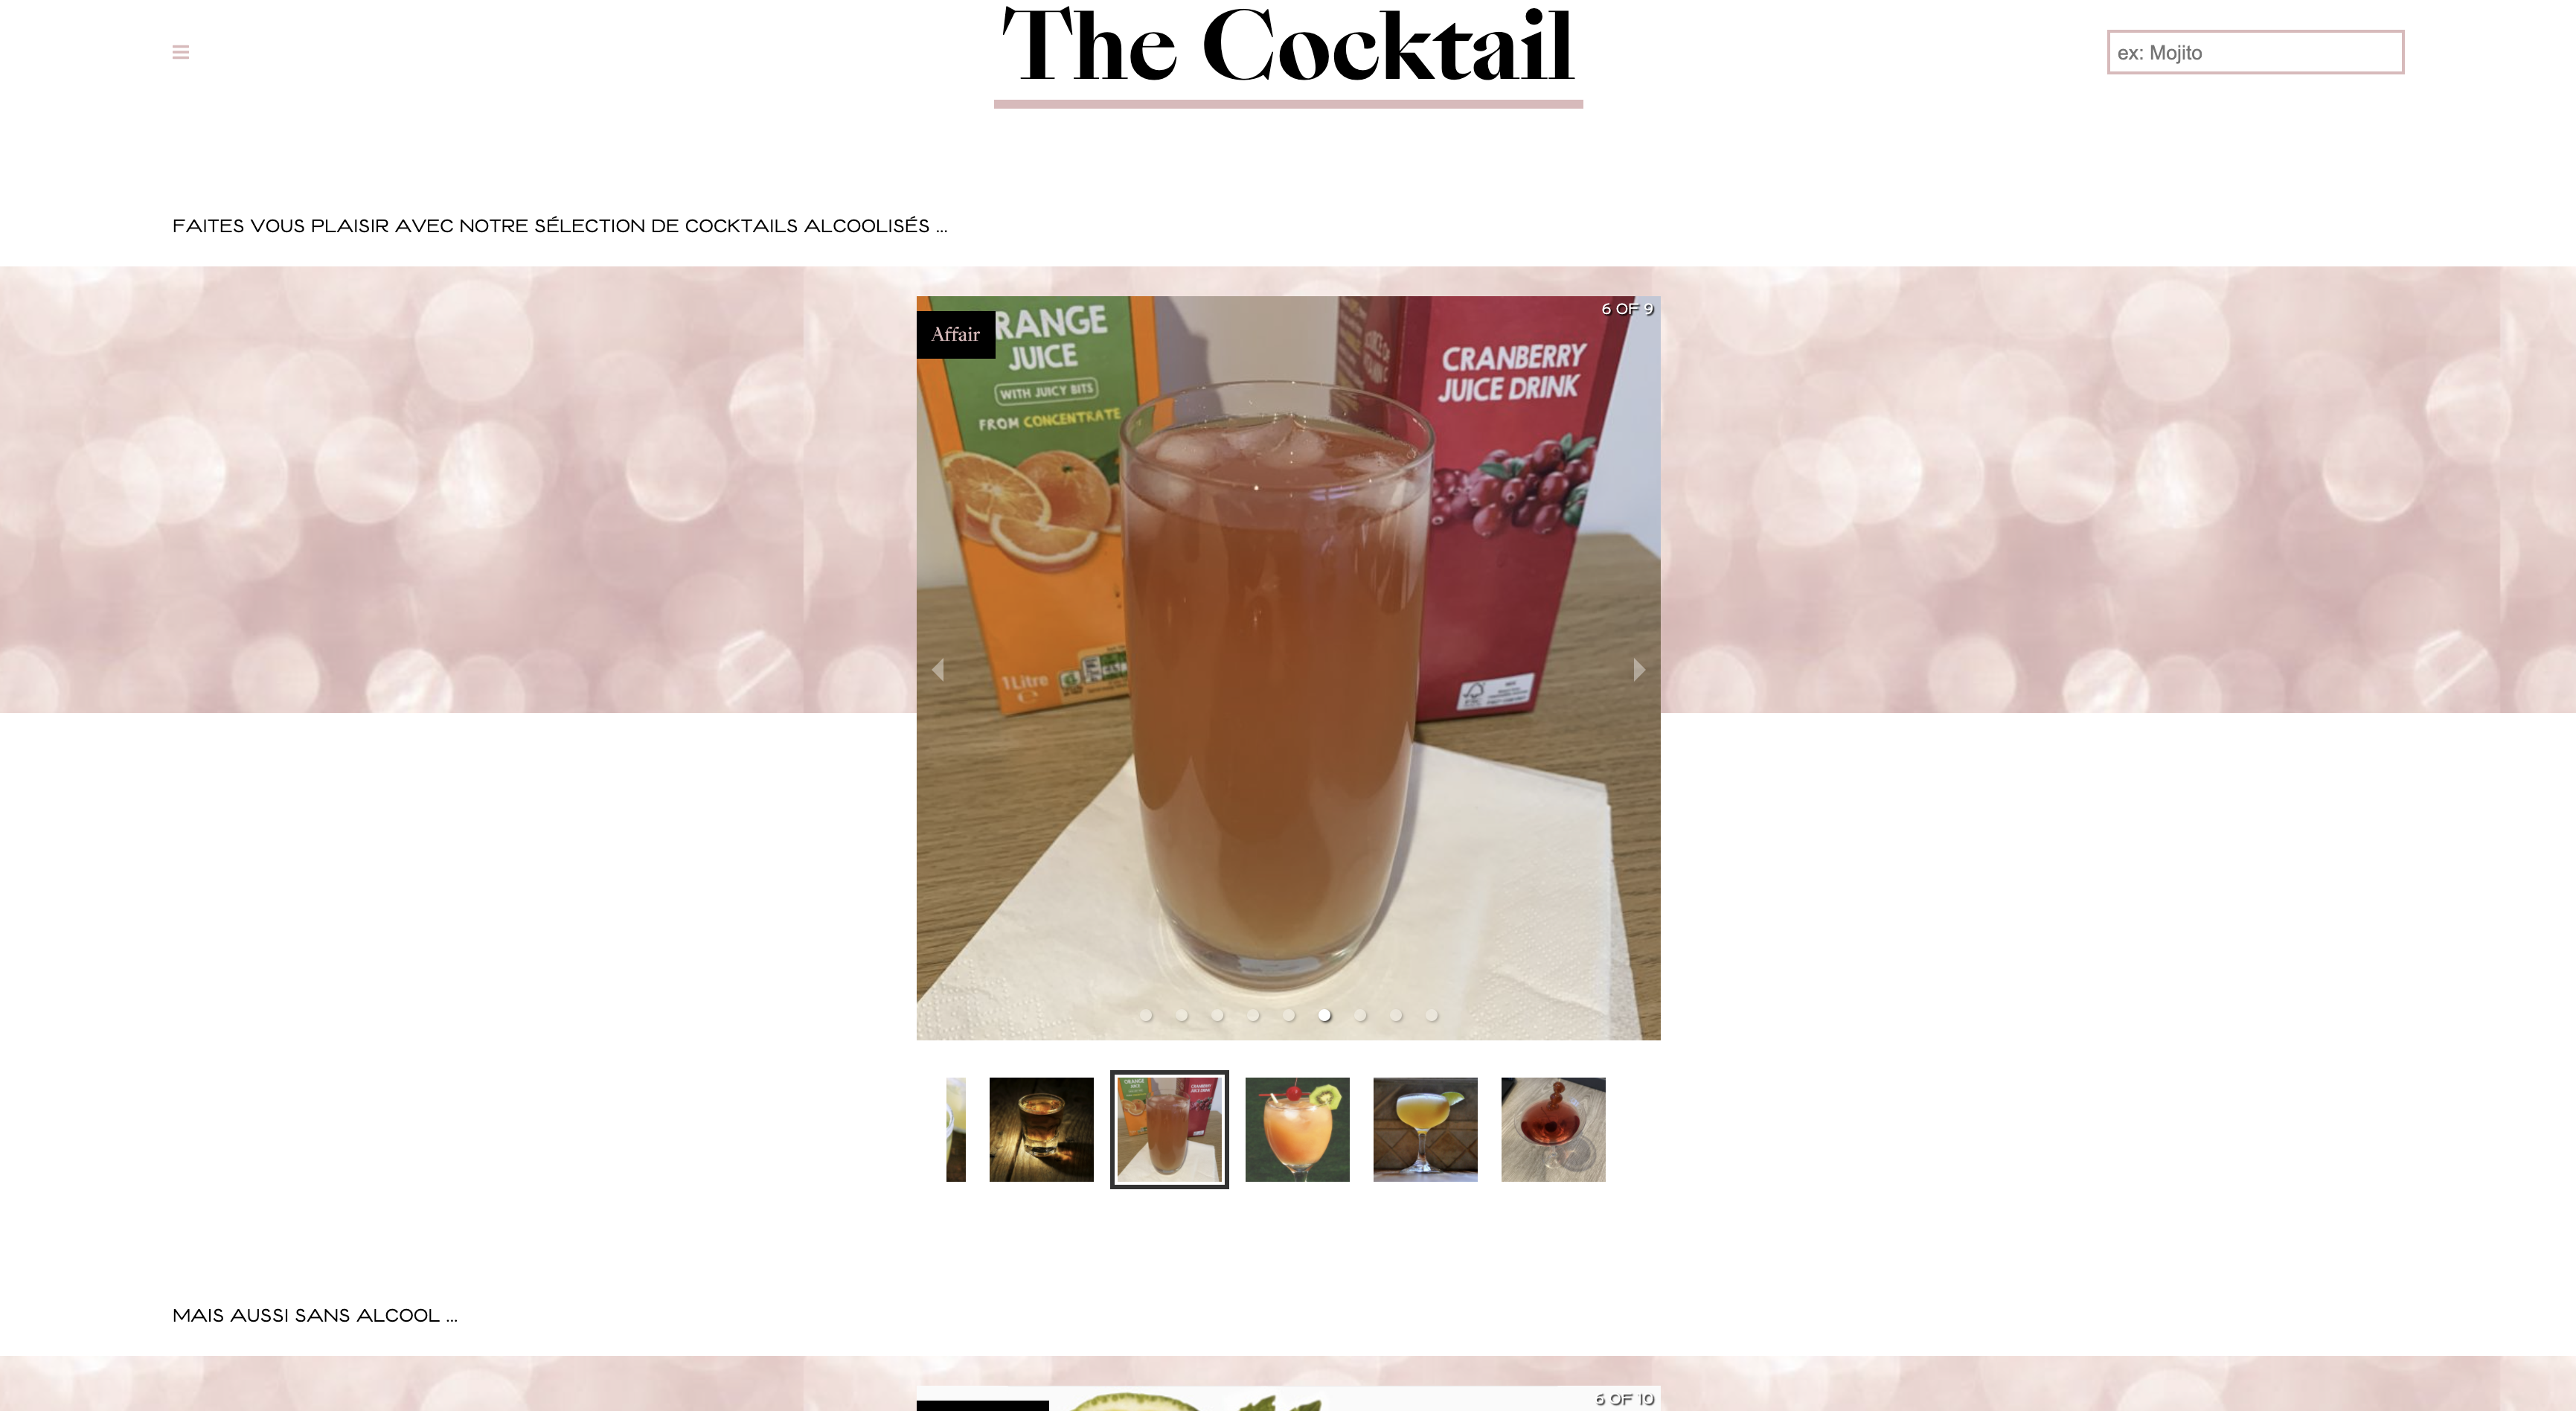 The Cocktail
ex: Mojito
FAITES VOUS PLAISIR AVEC NOTRE SÉLECTION DE COCKTAILS ALCOOLISÉS ...
6 OF 9
Affair
RANGE
JUICE
WITH JUICY BITS
FROM CONCENTRATE
CRANBERRY
JUICE DRINK
1 Litre
MAIS AUSSI SANS ALCOOL ...
6 OF 10